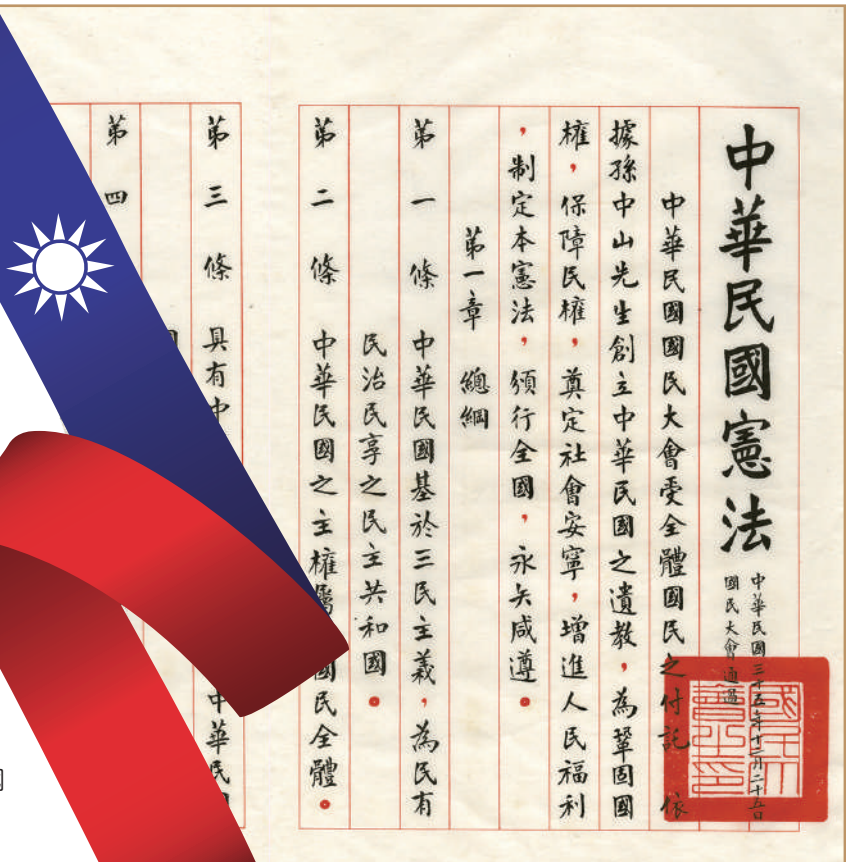 中華民國憲法
中華民國三十五年十二月二十五日
國民大會通過
國民大會之印
中華民國國民大會受全體國民之付託 依
據孫中山先生創立中華民國之遺教,為鞏固國
權,保障民權,奠定社會安寧,增進人民福利
,制定本憲法,頒行全國,永矢咸遵。
第一章 總綱
第一條 中華民國基於三民主義,為民有
民治民享之民主共和國。
第二條 中華民國之主權屬國民全體。
第三條 具有中 中華民
第四